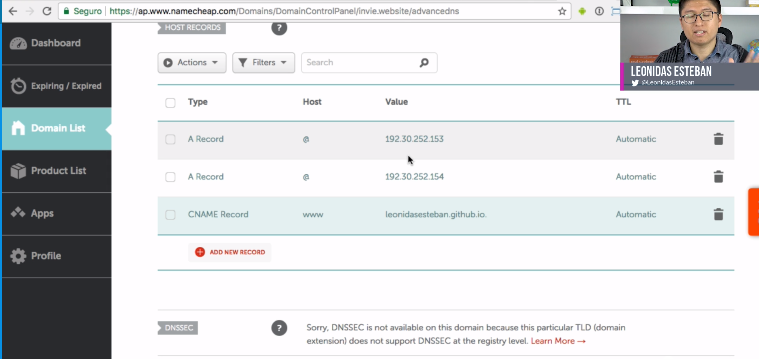 Seguro
https://ap.www.namecheap.com/Domains/DomainControlPanel/invie.website/advancedns
HOST RECORDS ?
LEONIDAS ESTEBAN
@LeonidasEsteban
Dashboard
Expiring / Expired
Domain List
Product List
Apps
Profile
Actions
Filters
Search
Type Host Value TTL
A Record @ 192.30.252.153 Automatic
A Record @ 192.30.252.154 Automatic
CNAME Record www leonidasesteban.github.io. Automatic
ADD NEW RECORD
DNSSEC ?
Sorry, DNSSEC is not available on this domain because this particular TLD (domain
extension) does not support DNSSEC at the registry level. Learn More →